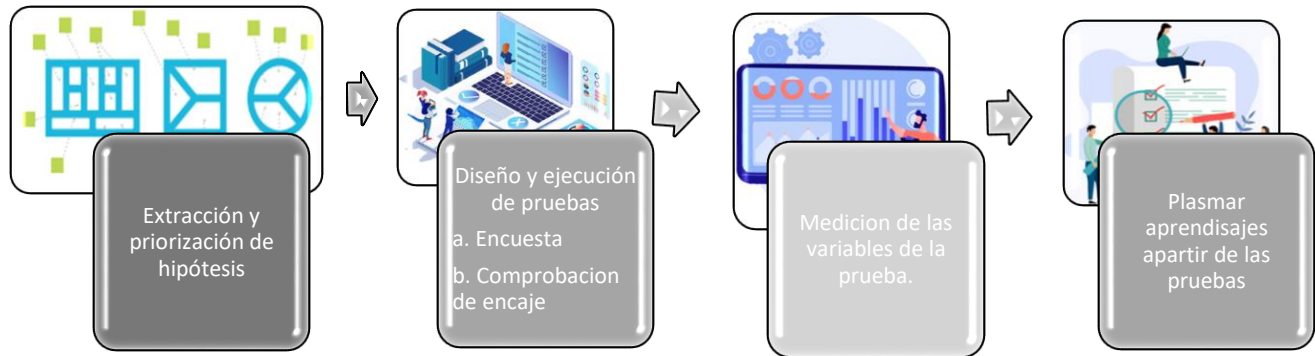 Extracción y
priorización de
hipótesis
Diseño y ejecución
de pruebas
a. Encuesta
b. Comprobacion
de encaje
Medicion de las
variables de la
prueba.
Plasmar
aprendisajes
apartir de las
pruebas